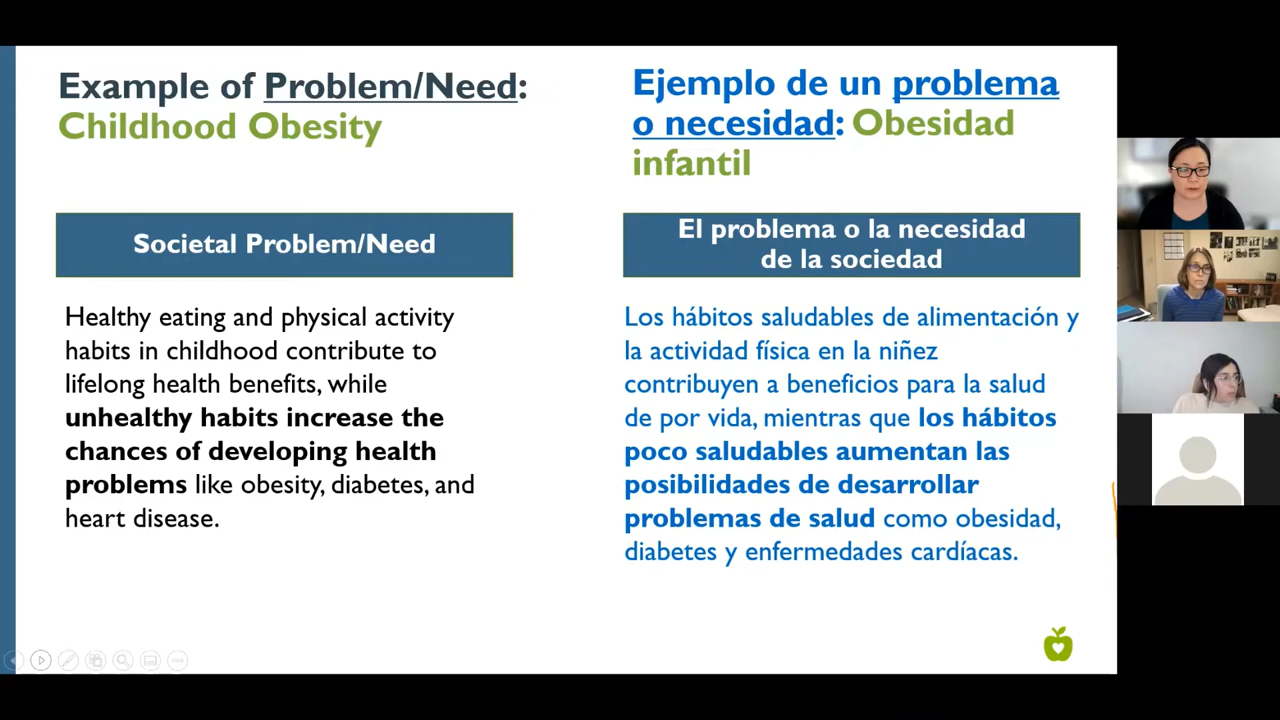 Example of Problem/Need:
Childhood Obesity
Societal Problem/Need
Healthy eating and physical activity
habits in childhood contribute to
lifelong health benefits, while
unhealthy habits increase the
chances of developing health
problems like obesity, diabetes, and
heart disease.
Ejemplo de un problema
o necesidad: Obesidad
infantil
El problema o la necesidad
de la sociedad
Los hábitos saludables de alimentación y
la actividad física en la niñez
contribuyen a beneficios para la salud
de por vida, mientras que los hábitos
poco saludables aumentan las
posibilidades de desarrollar
problemas de salud como obesidad,
diabetes y enfermedades cardíacas.